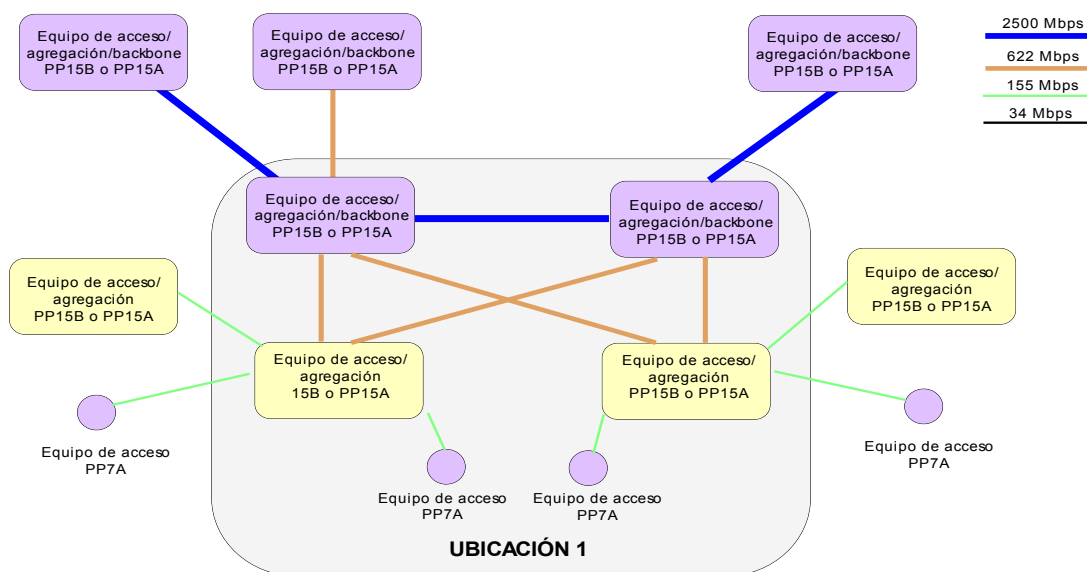 Equipo de acceso/
agregación/backbone
PP15B o PP15A
Equipo de acceso/
agregación/backbone
PP15B o PP15A
Equipo de acceso/
agregación/backbone
PP15B o PP15A
2500 Mbps
622 Mbps
155 Mbps
34 Mbps
Equipo de acceso/
agregación/backbone
PP15B o PP15A
Equipo de acceso/
agregación/backbone
PP15B o PP15A
Equipo de acceso/
agregación
PP15B o PP15A
Equipo de acceso/
agregación
PP15B o PP15A
Equipo de acceso/
agregación
15B o PP15A
Equipo de acceso/
agregación
PP15B o PP15A
Equipo de acceso
PP7A
Equipo de acceso
PP7A
Equipo de acceso
PP7A
Equipo de acceso
PP7A
UBICACIÓN 1